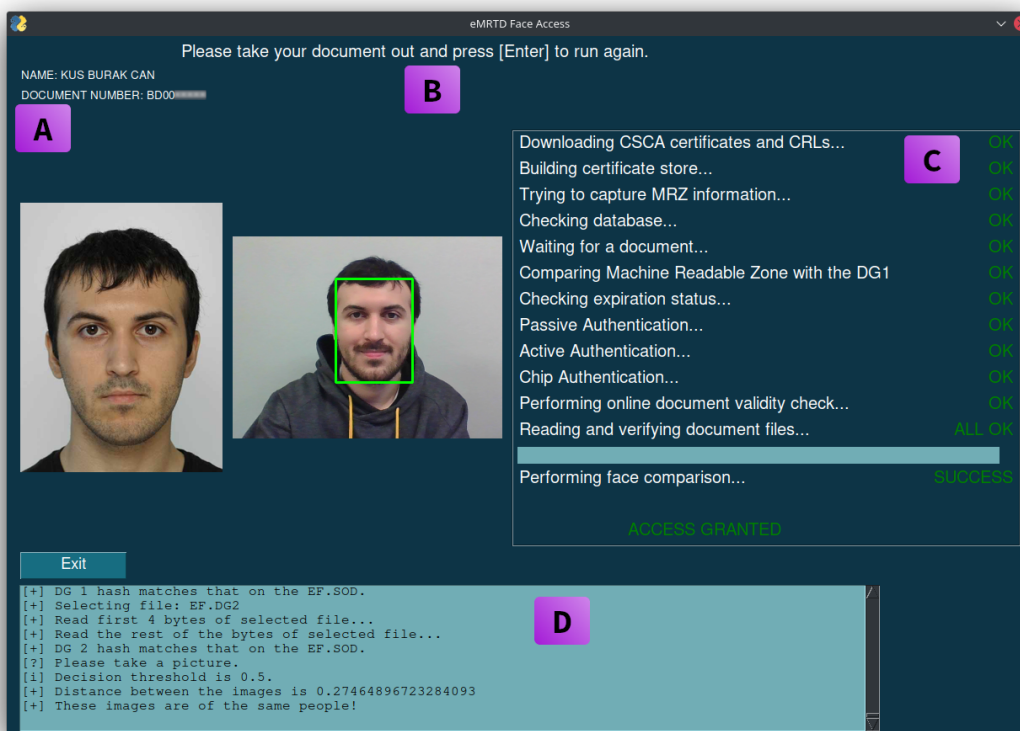 eMRTD Face Access
Please take your document out and press [Enter] to run again.
NAME: KUS BURAK CAN
DOCUMENT NUMBER: BD00
A
B
C
Downloading CSCA certificates and CRLs... OK
Building certificate store... OK
Trying to capture MRZ information... OK
Checking database... OK
Waiting for a document... OK
Comparing Machine Readable Zone with the DG1 OK
Checking expiration status... OK
Passive Authentication... OK
Active Authentication... OK
Chip Authentication... OK
Performing online document validity check... OK
Reading and verifying document files... ALL OK
Performing face comparison... SUCCESS
ACCESS GRANTED
Exit
[+] DG 1 hash matches that on the EF.SOD.
[+] Selecting file: EF.DG2
[+] Read first 4 bytes of selected file...
[+] Read the rest of the bytes of selected file...
[+] DG 2 hash matches that on the EF.SOD.
[?] Please take a picture.
[i] Decision threshold is 0.5.
[+] Distance between the images is 0.27464896723284093
[+] These images are of the same people!
D